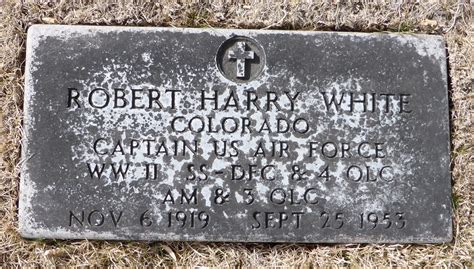 ROBERT HARRY WHITE
COLORADO
CAPTAIN US AIR FORCE
WW II SS-DFC & 4 OLC
AM & 3 OLC
NOV 6 1919 SEPT 25 1953